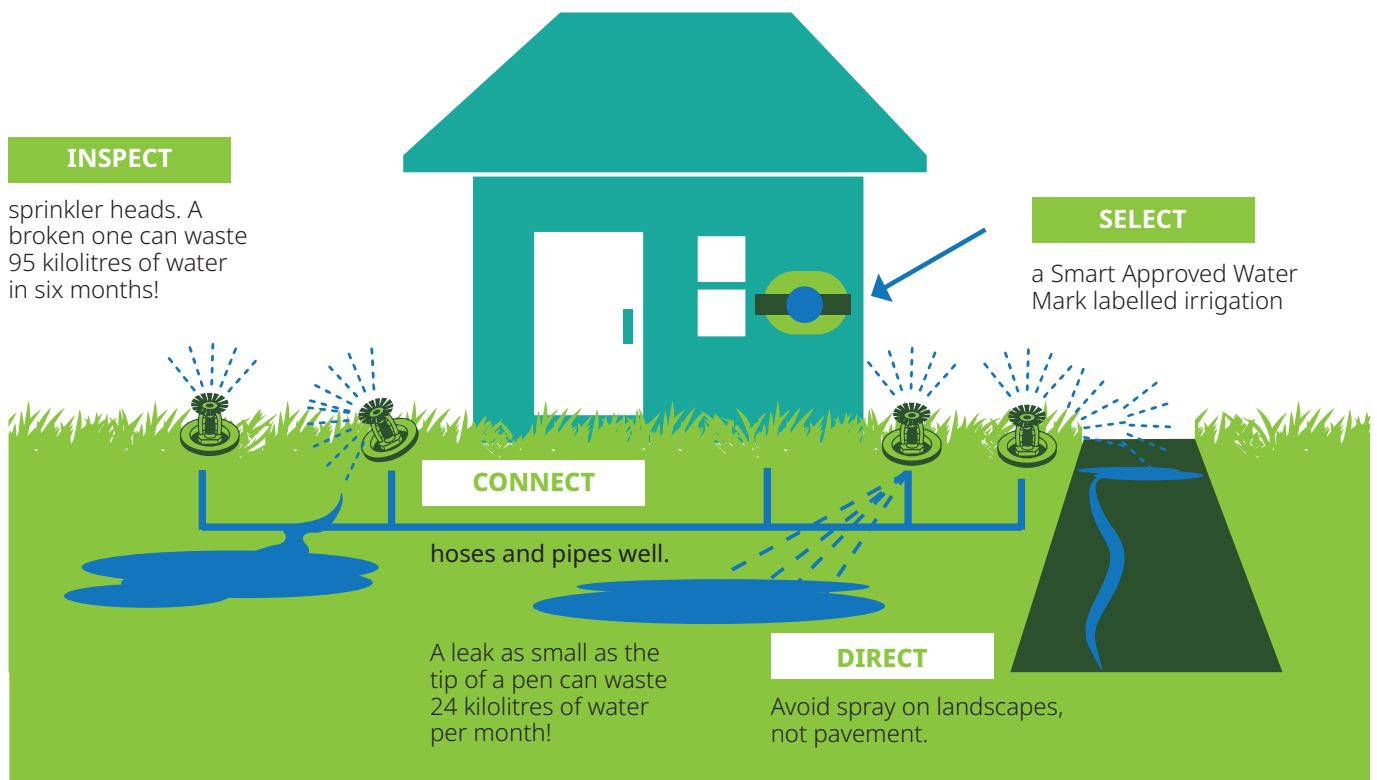 INSPECT
sprinkler heads. A
broken one can waste
95 kilolitres of water
in six months!
SELECT
a Smart Approved Water
Mark labelled irrigation
CONNECT
hoses and pipes well.
A leak as small as the
tip of a pen can waste
24 kilolitres of water
per month!
DIRECT
Avoid spray on landscapes,
not pavement.